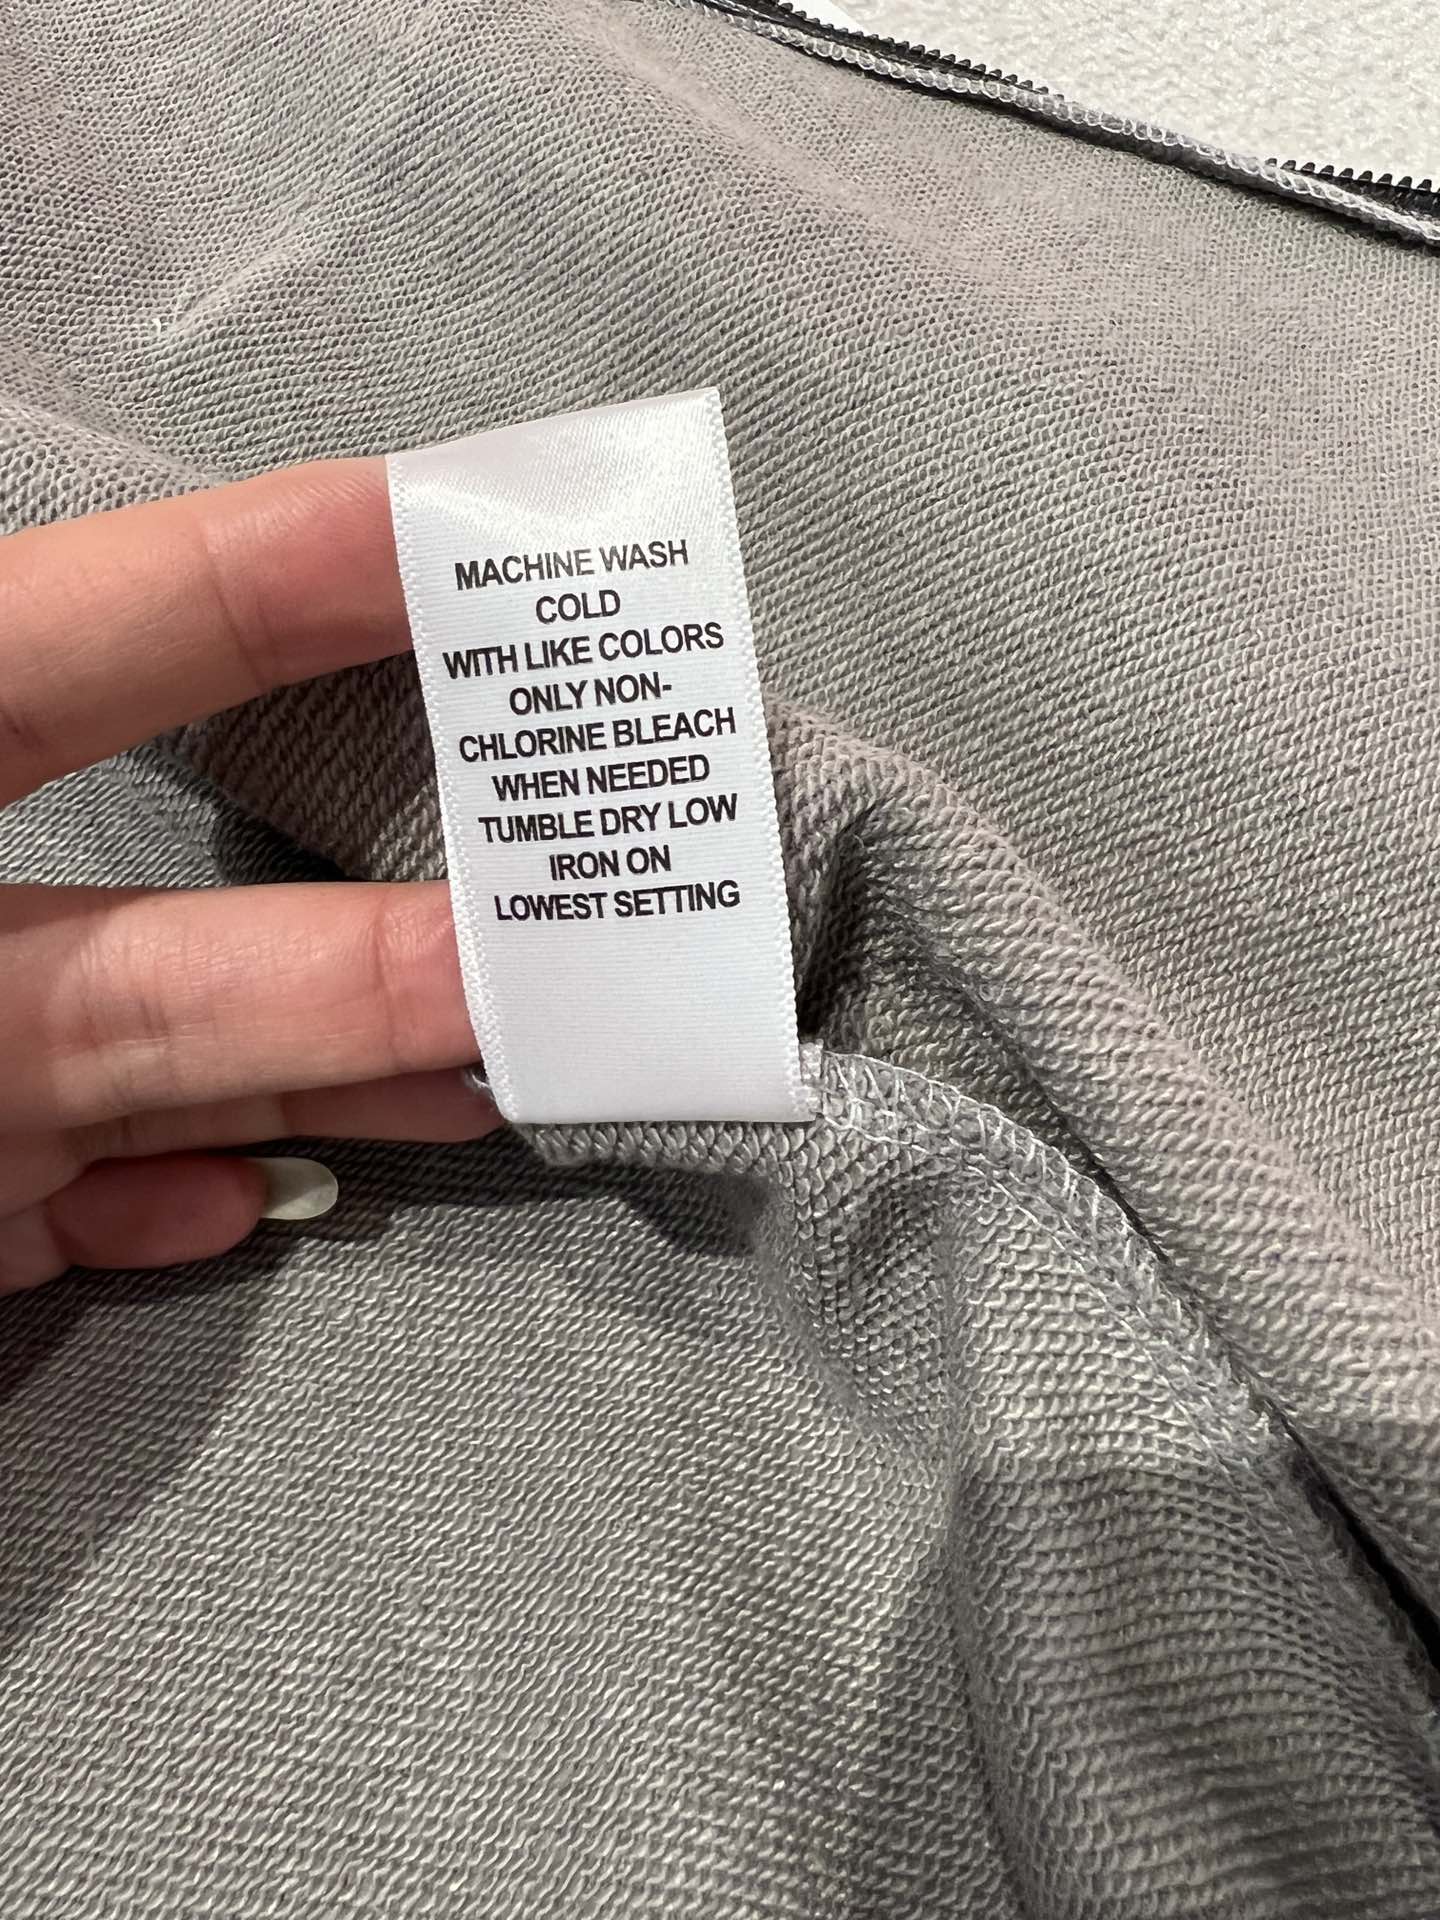 MACHINE WASH
COLD
WITH LIKE COLORS
ONLY NON-
CHLORINE BLEACH
WHEN NEEDED
TUMBLE DRY LOW
IRON ON
LOWEST SETTING